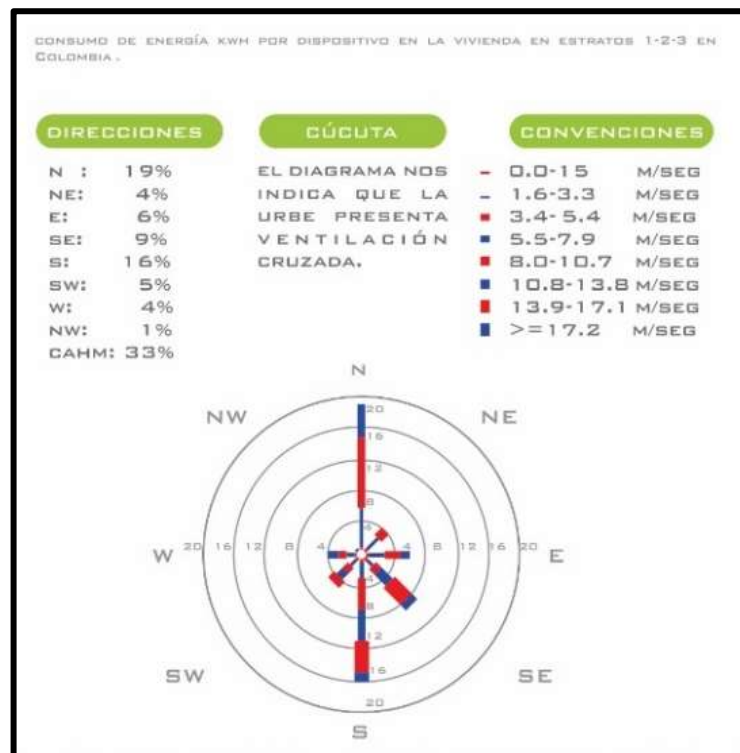 CONSUMO DE ENERGÍA KWH POR DISPOSITIVO EN LA VIVIENDA EN ESTRATOS 1-2-3 EN
COLOMBIA.
DIRECCIONES
N : 19%
NE: 4%
E: 6%
SE: 9%
S: 16%
SW: 5%
W: 4%
NW: 1%
CAHM: 33%
CÚCUTA
EL DIAGRAMA NOS
INDICA QUE LA
URBE PRESENTA
VENTILACIÓN
CRUZADA.
CONVENCIONES
0.0-15 M/SEG
1.6-3.3 M/SEG
3.4-5.4 M/SEG
5.5-7.9 M/SEG
8.0-10.7 M/SEG
10.8-13.8 M/SEG
13.9-17.1 M/SEG
>=17.2 M/SEG
N
NW NE
20
16
12
8
4
W 20 16 12 8 4 4 8 12 16 20 E
4
8
12
16
20
SW SE
S